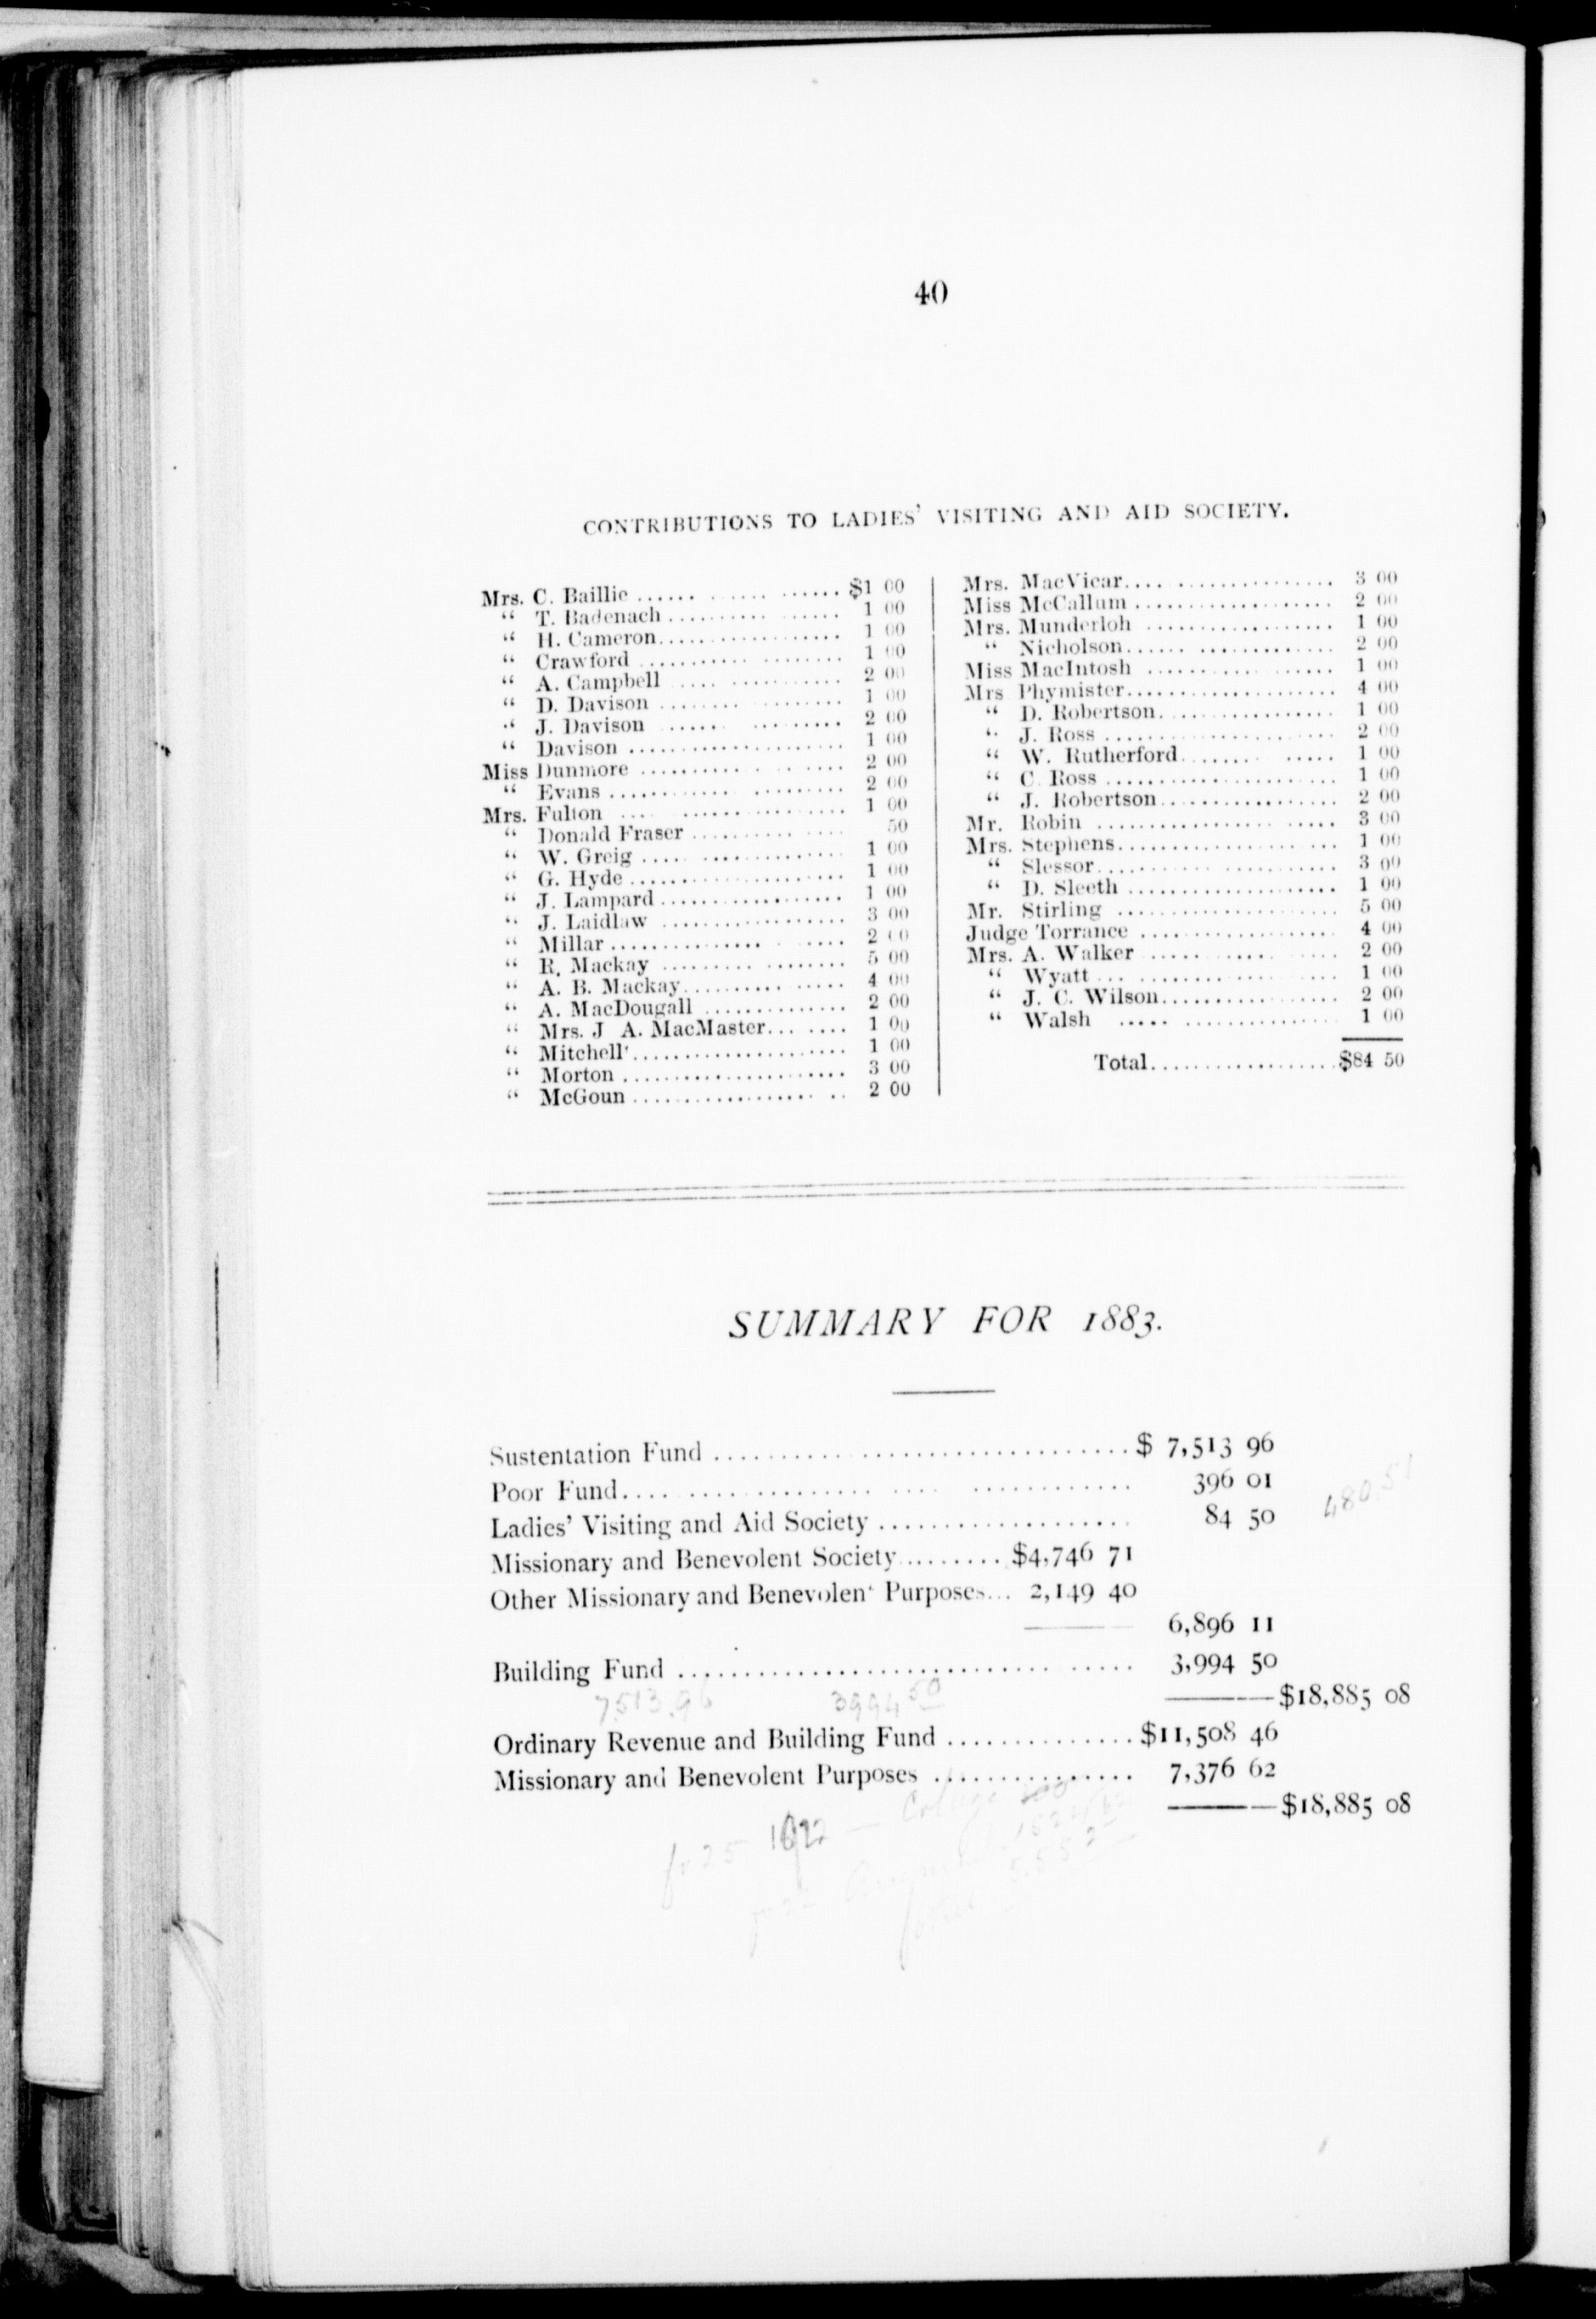 40
CONTRIBUTIONS TO LADIES' VISITING AND AID SOCIETY.
Mrs. C. Baillie ...... ......... ...... $1 00
“ T. Badenach .......... ...... 1 00
“ H. Cameron.................. 1 00
“ Crawford ........... ........ 1 00
“ A. Campbell ..... ........... 2 00
“ D. Davison ........ ......... 1 00
“ J. Davison ...... ......... 2 00
“ Davison ..................... 1 00
Miss Dunmore ............ .... .... 2 00
“ Evans ............ ......... 2 00
Mrs. Fulton .... ................ 1 00
“ Donald Fraser .......... .... 50
“ W. Greig ..... .............. 1 00
“ G. Hyde ..................... 1 00
“ J. Lampard.................. 1 00
“ J. Laidlaw .................. 3 00
“ Millar............... ..... 2 00
“ R. Mackay ......... ........ 5 00
“ A. B. Mackay.......... ..... 4 00
“ A. MacDougall .............. 2 00
“ Mrs. J A. MacMaster... .... 1 00
“ Mitchell'..................... 1 00
“ Morton ...................... 3 00
“ McGoun .................. .. 2 00
Mrs. MacVicar.... ................ 3 00
Miss McCallum ................... 2 00
Mrs. Munderloh .................. 1 00
“ Nicholson...... ............. 2 00
Miss MacIntosh .......... ..... 1 00
Mrs Phymister..................... 4 00
“ D. Robertson................. 1 00
“ J. Ross ............ ........ 2 00
“ W. Rutherford....... ..... 1 00
“ C. Ross ...................... 1 00
“ J. Robertson................. 2 00
Mr. Robin ............... ..... 3 00
Mrs. Stephens.............. .... 1 00
“ Slessor.......... ........... 3 00
“ D. Sleeth .................... 1 00
Mr. Stirling ..................... 5 00
Judge Torrance .............. .... 4 00
Mrs. A. Walker .......... ..... 2 00
“ Wyatt ... .......... ..... 1 00
“ J. C. Wilson................. 2 00
“ Walsh ..... ............... 1 00
Total..................$84 50
SUMMARY FOR 1883.
Sustentation Fund ................................ $ 7,513 96
Poor Fund.... .............. .... ............ 396 01
480.51
Ladies' Visiting and Aid Society ................... 84 50
Missionary and Benevolent Society......... $4,746 71
Other Missionary and Benevolen' Purposes... 2,149 40
6,896 11
Building Fund ............................ ..... 3,994 50
$18,885 08
7513.96 3994 50
Ordinary Revenue and Building Fund .............. $11,508 46
Missionary and Benevolent Purposes ................ 7,376 62
$18,885 08